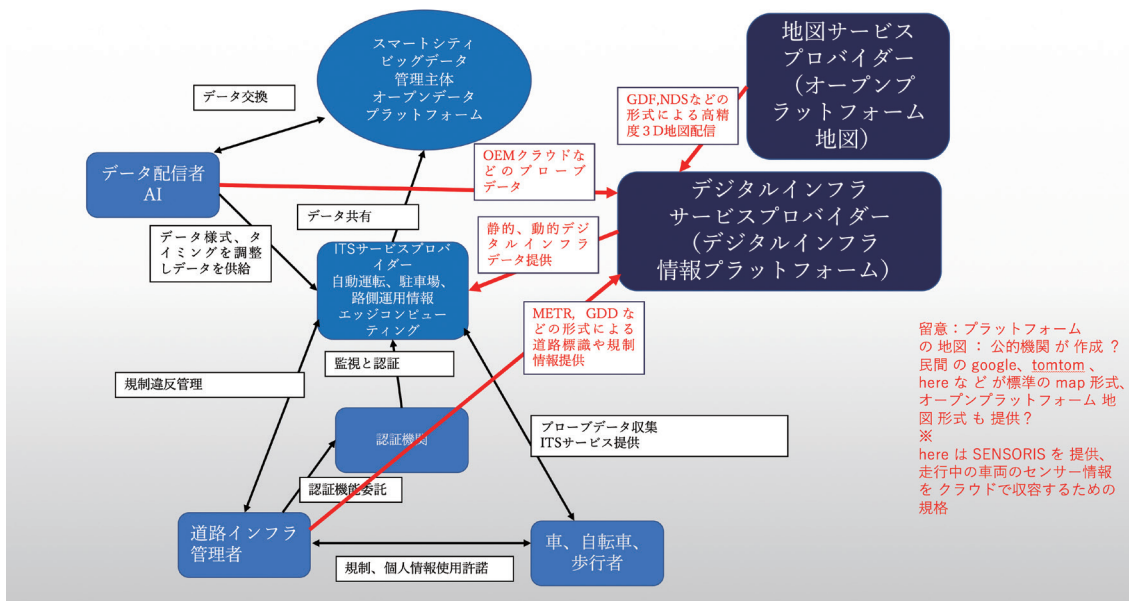 スマートシティ
ビッグデータ
管理主体
オープンデータ
プラットフォーム
地図サービス
プロバイダー
（オープンプ
ラットフォーム
地図）
データ交換
GDF,NDSなどの
形式による高精
度３D地図配信
データ配信者
AI
OEMクラウドな
どのプローブ
データ
デジタルインフラ
サービスプロバイダー
（デジタルインフラ
情報プラットフォーム）
データ共有
静的、動的デジ
タルインフラ
データ提供
データ様式、タ
イミングを調整
しデータを供給
ITSサービスプロバ
イダー
自動運転、駐車場、
路側運用情報
エッジコンピュー
ティング
METR，GDDな
どの形式による
道路標識や規制
情報提供
監視と認証
規制違反管理
認証機関
プローブデータ収集
ITSサービス提供
認証機能委託
道路インフラ
管理者
車、自転車、
歩行者
規制、個人情報使用許諾
留意：プラットフォーム
の 地図 ： 公的機関 が 作成 ？
民間 の google、tomtom 、
here な ど が標準の map 形式、
オープンプラットフォーム 地
図 形式 も 提供？
※
here は SENSORIS を 提供、
走行中の車両のセンサー情報
を クラウドで収容するための
規格